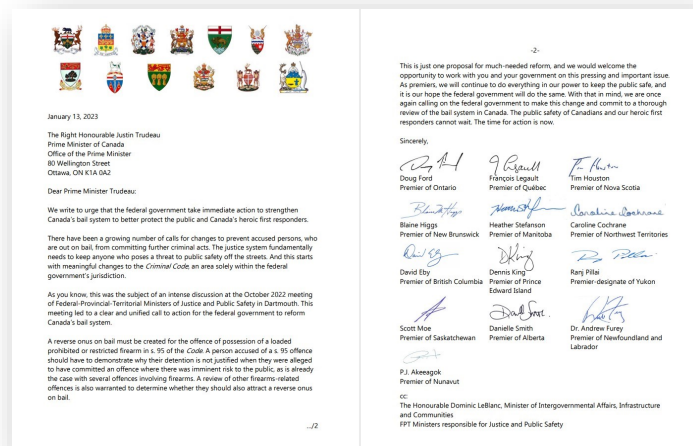 January 13, 2023
The Right Honourable Justin Trudeau
Prime Minister of Canada
Office of the Prime Minister
80 Wellington Street
Ottawa, ON K1A 0A2
Dear Prime Minister Trudeau:
We write to urge that the federal government take immediate action to strengthen
Canada's bail system to better protect the public and Canada's heroic first responders.
There have been a growing number of calls for changes to prevent accused persons, who
are out on bail, from committing further criminal acts. The justice system fundamentally
needs to keep anyone who poses a threat to public safety off the streets. And this starts
with meaningful changes to the Criminal Code, an area solely within the federal
government's jurisdiction.
As you know, this was the subject of an intense discussion at the October 2022 meeting
of Federal-Provincial-Territorial Ministers of Justice and Public Safety in Dartmouth. This
meeting led to a clear and unified call to action for the federal government to reform
Canada's bail system.
A reverse onus on bail must be created for the offence of possession of a loaded
prohibited or restricted firearm in s. 95 of the Code. A person accused of a s. 95 offence
should have to demonstrate why their detention is not justified when they were alleged
to have committed an offence where there was imminent risk to the public, as is already
the case with several offences involving firearms. A review of other firearms-related
offences is also warranted to determine whether they should also attract a reverse onus
on bail.
.../2
-2-
This is just one proposal for much-needed reform, and we would welcome the
opportunity to work with you and your government on this pressing and important issue.
As premiers, we will continue to do everything in our power to keep the public safe, and
it is our hope the federal government will do the same. With that in mind, we are once
again calling on the federal government to make this change and commit to a thorough
review of the bail system in Canada. The public safety of Canadians and our heroic first
responders cannot wait. The time for action is now.
Sincerely,
Doug Ford François Legault Tim Houston
Premier of Ontario Premier of Québec Premier of Nova Scotia
Caroline Cochrane
Blaine Higgs Heather Stefanson Caroline Cochrane
Premier of New Brunswick Premier of Manitoba Premier of Northwest Territories
David Eby Dennis King Ranj Pillai
Premier of British Columbia Premier of Prince Premier-designate of Yukon
Edward Island
Scott Moe Danielle Smith Dr. Andrew Furey
Premier of Saskatchewan Premier of Alberta Premier of Newfoundland and
Labrador
P.J. Akeeagok
Premier of Nunavut
cc:
The Honourable Dominic LeBlanc, Minister of Intergovernmental Affairs, Infrastructure
and Communities
FPT Ministers responsible for Justice and Public Safety